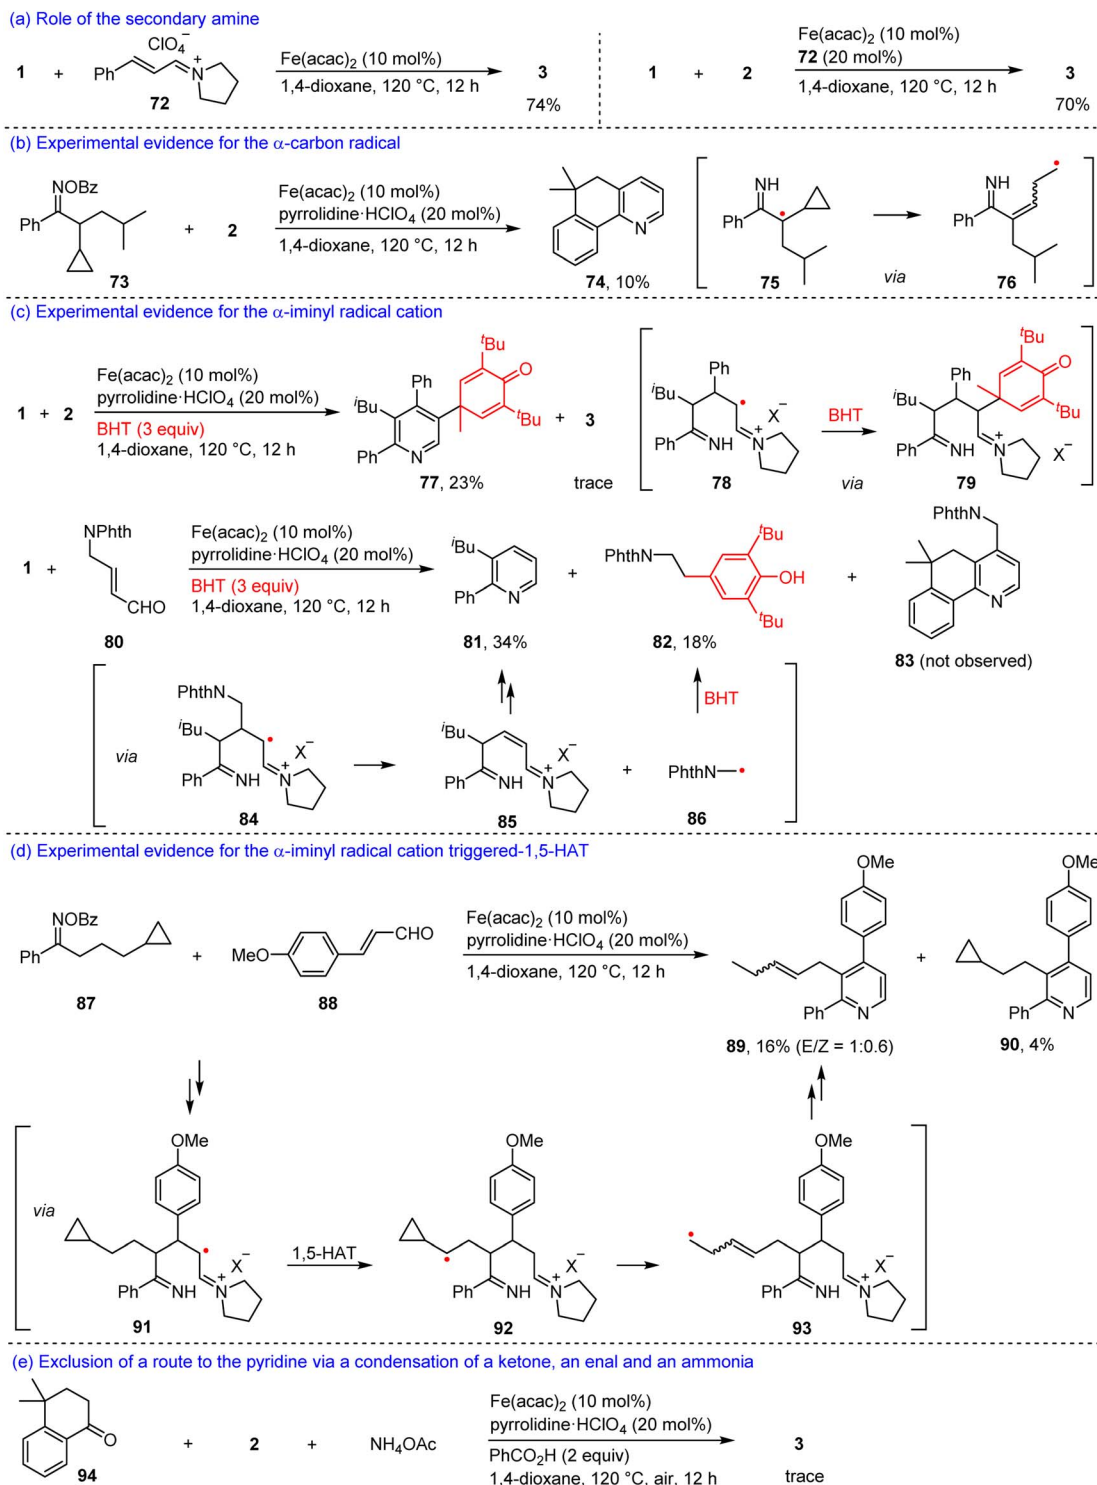 (a) Role of the secondary amine
1 + Ph ClO4− N+ 72 Fe(acac)2 (10 mol%) 1,4-dioxane, 120 °C, 12 h 3 74%
1 + 2 Fe(acac)2 (10 mol%) 72 (20 mol%) 1,4-dioxane, 120 °C, 12 h 3 70%
(b) Experimental evidence for the α-carbon radical
NOBz
Ph
73
+ 2
Fe(acac)2 (10 mol%)
pyrrolidine·HClO4 (20 mol%)
1,4-dioxane, 120 °C, 12 h
N
74, 10%
NH
Ph
75
via
NH
Ph
76
(c) Experimental evidence for the α-iminyl radical cation
1 + 2
Fe(acac)2 (10 mol%)
pyrrolidine·HClO4 (20 mol%)
BHT (3 equiv)
1,4-dioxane, 120 °C, 12 h
tBu
Ph
O
iBu
tBu
Ph
N
77, 23%
+ 3
trace
Ph
iBu
X−
Ph
NH
N+
78
BHT
via
tBu
Ph
O
iBu
tBu
Ph
NH
N+
X−
79
1 +
NPhth
CHO
80
Fe(acac)2 (10 mol%)
pyrrolidine·HClO4 (20 mol%)
BHT (3 equiv)
1,4-dioxane, 120 °C, 12 h
iBu
Ph
N
81, 34%
+
PhthN
tBu
OH
tBu
82, 18%
+
PhthN
N
83 (not observed)
via
PhthN
iBu
X−
Ph
NH
N+
84
iBu
X−
Ph
NH
N+
85
+
BHT
PhthN
86
(d) Experimental evidence for the α-iminyl radical cation triggered-1,5-HAT
NOBz
Ph
87
+
CHO
MeO
88
Fe(acac)2 (10 mol%)
pyrrolidine·HClO4 (20 mol%)
1,4-dioxane, 120 °C, 12 h
OMe
Ph
N
89, 16% (E/Z = 1:0.6)
+
OMe
Ph
N
90, 4%
via
OMe
X−
Ph
NH
N+
91
1,5-HAT
OMe
X−
Ph
NH
N+
92
OMe
X−
Ph
NH
N+
93
(e) Exclusion of a route to the pyridine via a condensation of a ketone, an enal and an ammonia
O
94
+ 2 + NH4OAc
Fe(acac)2 (10 mol%)
pyrrolidine·HClO4 (20 mol%)
PhCO2H (2 equiv)
1,4-dioxane, 120 °C, air, 12 h
3
trace